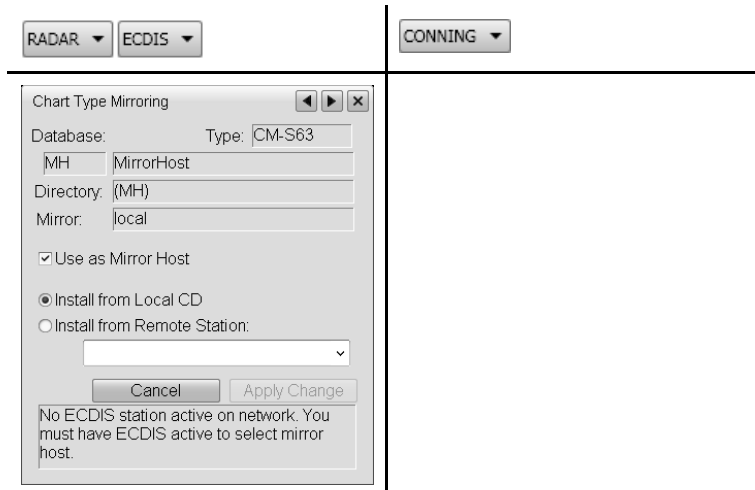 RADAR ECDIS CONNING
Chart Type Mirroring
Database: Type: CM-S63
MH MirrorHost
Directory: (MH)
Mirror: local
Use as Mirror Host
Install from Local CD
Install from Remote Station:
Cancel Apply Change
No ECDIS station active on network. You
must have ECDIS active to select mirror
host.